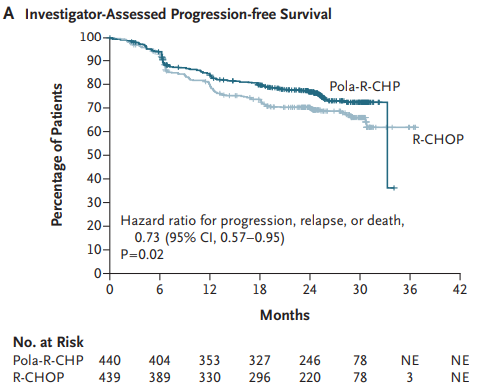 A Investigator-Assessed Progression-free Survival
100
90
80
70
60
50
40
30
20
10
0
Percentage of Patients
Pola-R-CHP
R-CHOP
Hazard ratio for progression, relapse, or death,
0.73 (95% CI, 0.57–0.95)
P=0.02
0 6 12 18 24 30 36 42
Months
No. at Risk
Pola-R-CHP 440 404 353 327 246 78 NE NE
R-CHOP 439 389 330 296 220 78 3 NE